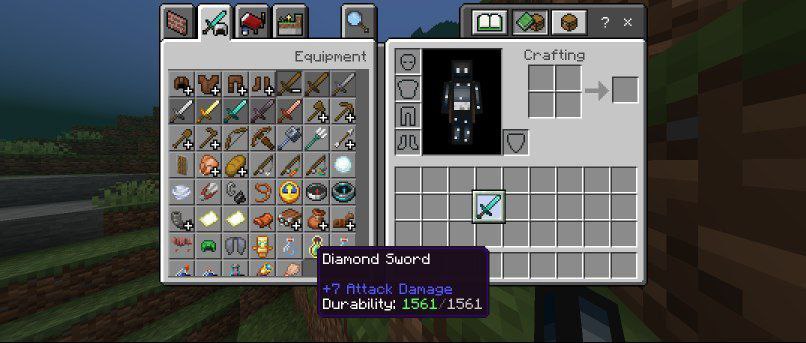 ? ×
Equipment
Crafting
Diamond Sword
+7 Attack Damage
Durability: 1561/1561